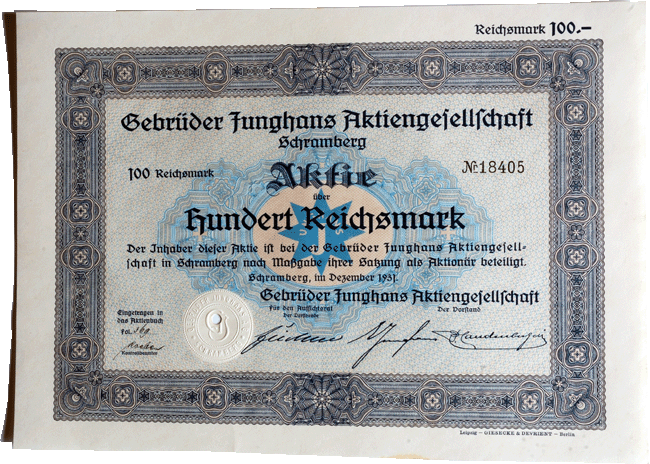 Reichsmark 100.–
Gebrüder Junghans Aktiengesellschaft
Schramberg
Aktie
100 Reichsmark
№ 18405
über
Hundert Reichsmark
Der Inhaber dieser Aktie ist bei der Gebrüder Junghans Aktiengesell-
schaft in Schramberg nach Maßgabe ihrer Satzung als Aktionär beteiligt.
Schramberg, im Dezember 1931.
Gebrüder Junghans Aktiengesellschaft
Für den Aufsichtsrat
Der Vorsitzende
Der Vorstand
Eingetragen in
das Aktienbuch
Fol.
Kontrollbeamter
Leipzig – GIESECKE & DEVRIENT – Berlin